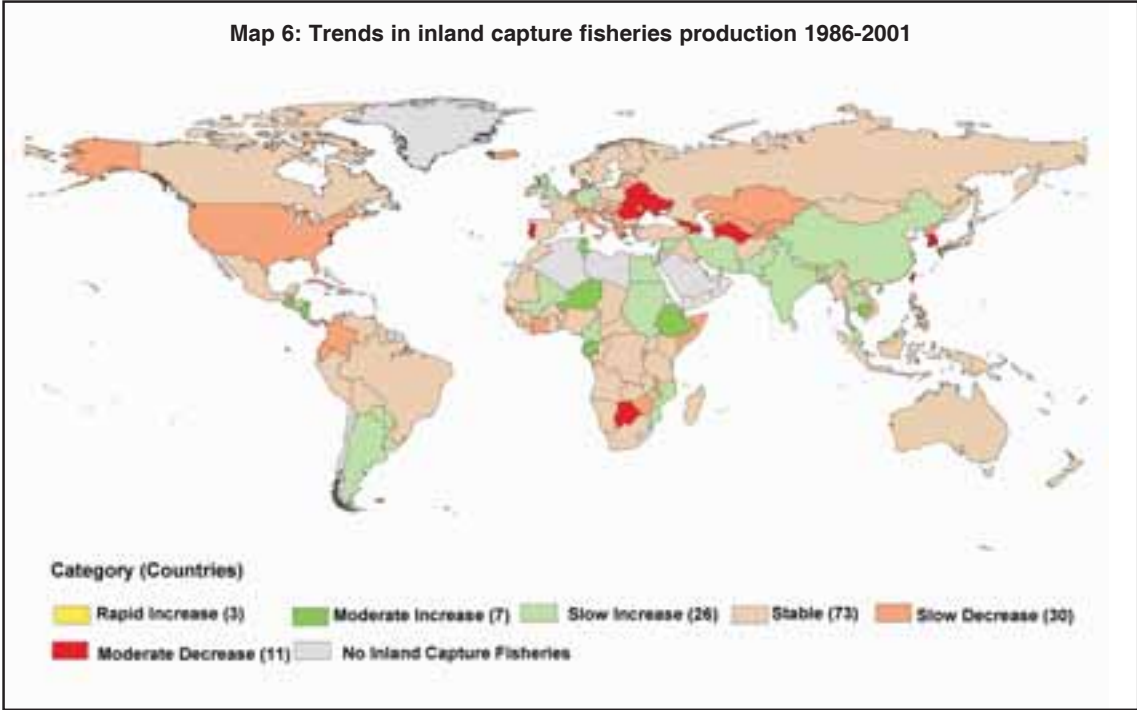 Map 6: Trends in inland capture fisheries production 1986-2001
Category (Countries)
Rapid Increase (3) Moderate Increase (7) Slow Increase (26) Stable (73) Slow Decrease (30)
Moderate Decrease (11) No Inland Capture Fisheries